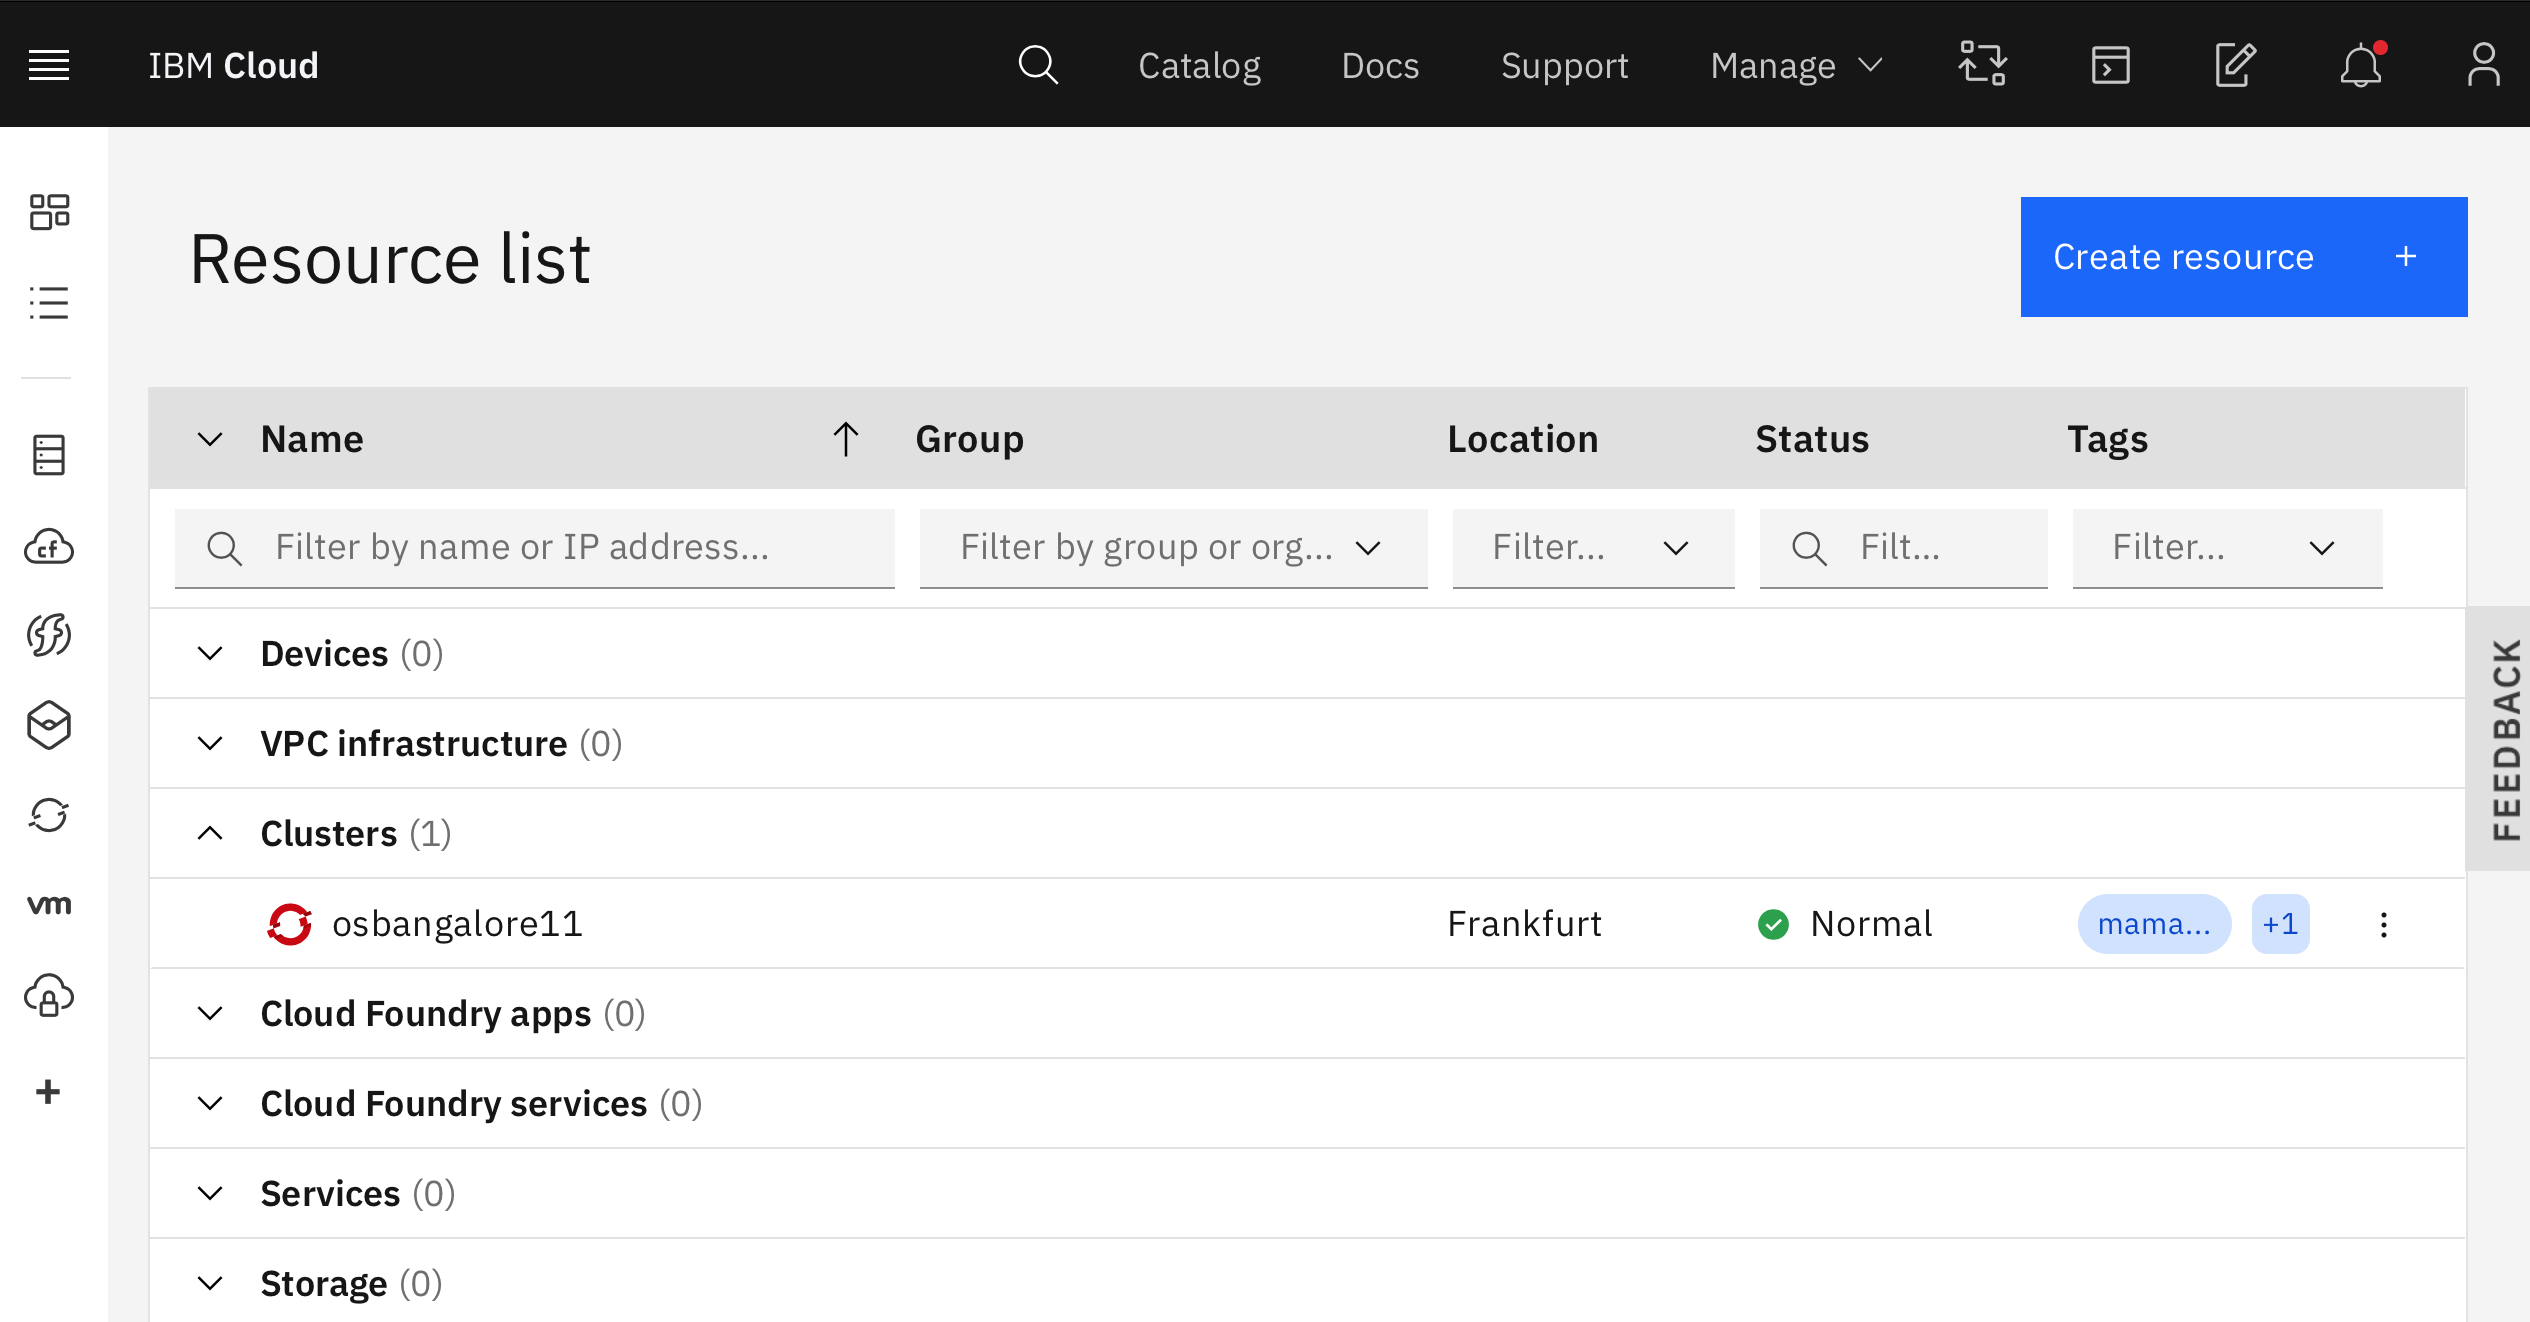 IBM Cloud Catalog Docs Support Manage
Resource list
Create resource +
Name Group Location Status Tags
Filter by name or IP address... Filter by group or org... Filter... Filt... Filter...
Devices (0)
VPC infrastructure (0)
Clusters (1)
osbangalore11 Frankfurt Normal mama... +1
Cloud Foundry apps (0)
Cloud Foundry services (0)
Services (0)
Storage (0)
FEEDBACK
cf
vm